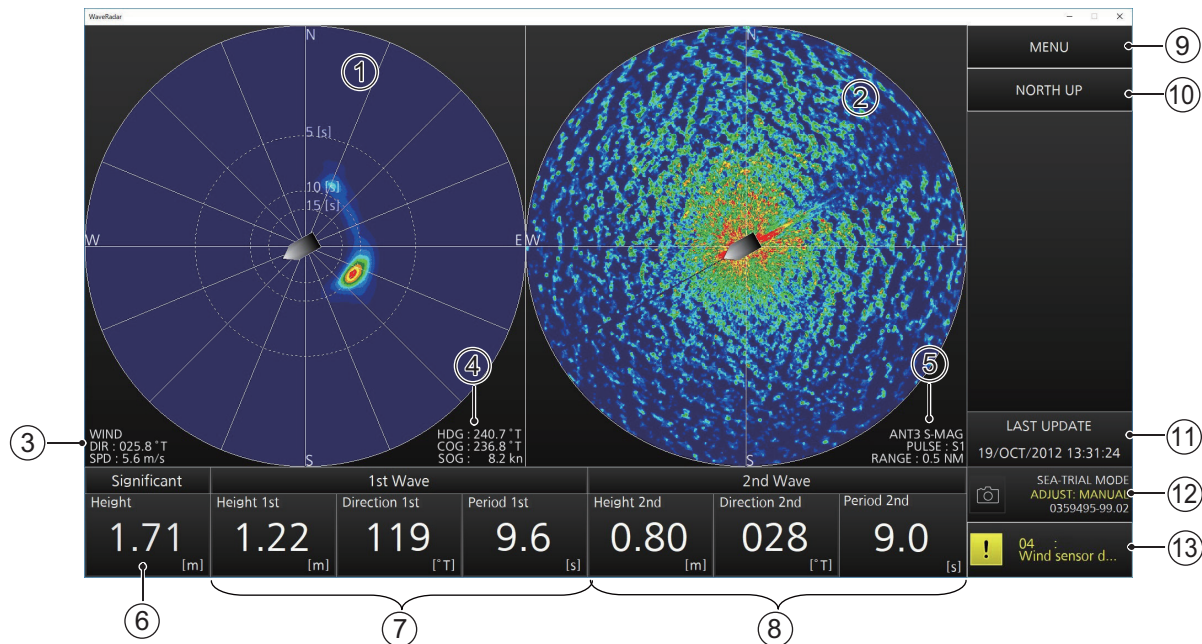 WaveRadar
①
②
③
④
⑤
⑥
⑦
⑧
⑨
⑩
⑪
⑫
⑬
N
5 [s]
10 [s]
15 [s]
W
E
S
N
W
E
S
WIND
DIR : 025.8 °T
SPD : 5.6 m/s
HDG : 240.7 °T
COG : 236.8 °T
SOG : 8.2 kn
ANT3 S-MAG
PULSE : S1
RANGE : 0.5 NM
MENU
NORTH UP
LAST UPDATE
19/OCT/2012 13:31:24
SEA-TRIAL MODE
ADJUST: MANUAL
0359495-99.02
04 :
Wind sensor d...
Significant
Height
1.71
[m]
1st Wave
Height 1st
1.22
[m]
Direction 1st
119
[°T]
Period 1st
9.6
[s]
2nd Wave
Height 2nd
0.80
[m]
Direction 2nd
028
[°T]
Period 2nd
9.0
[s]